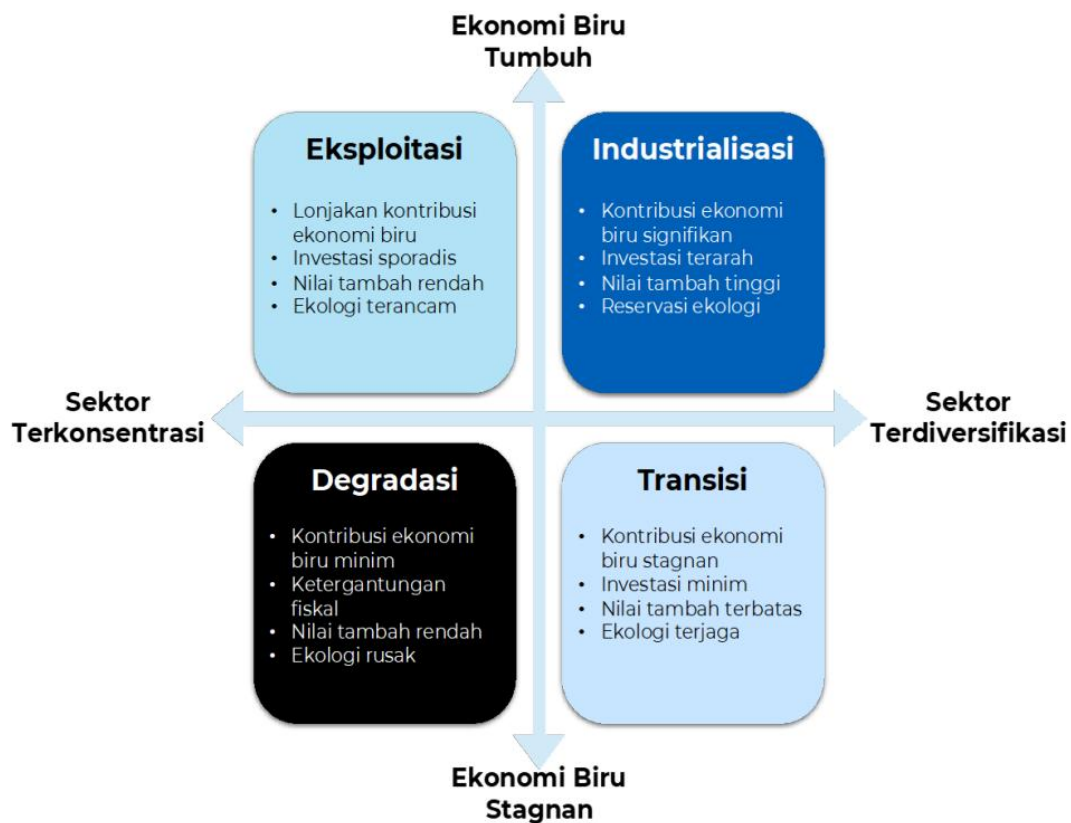 Ekonomi Biru
Tumbuh
Eksploitasi
• Lonjakan kontribusi
ekonomi biru
• Investasi sporadis
• Nilai tambah rendah
• Ekologi terancam
Industrialisasi
• Kontribusi ekonomi
biru signifikan
• Investasi terarah
• Nilai tambah tinggi
• Reservasi ekologi
Sektor
Terkonsentrasi
Sektor
Terdiversifikasi
Degradasi
• Kontribusi ekonomi
biru minim
• Ketergantungan
fiskal
• Nilai tambah rendah
• Ekologi rusak
Transisi
• Kontribusi ekonomi
biru stagnan
• Investasi minim
• Nilai tambah terbatas
• Ekologi terjaga
Ekonomi Biru
Stagnan